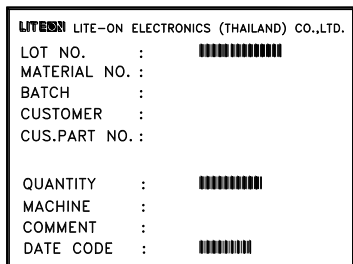 LITEON LITE-ON ELECTRONICS (THAILAND) CO.,LTD.
LOT NO. :
MATERIAL NO. :
BATCH :
CUSTOMER :
CUS.PART NO. :
QUANTITY :
MACHINE :
COMMENT :
DATE CODE :